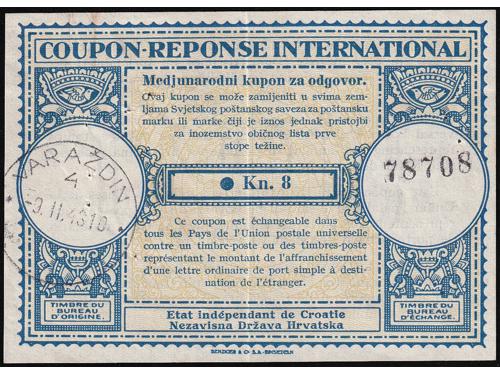 COUPON-REPONSE INTERNATIONAL
Medjunarodni kupon za odgovor.
Ovaj kupon se može zamijeniti u svima zem-
ljama Svjetskog poštanskog saveza za poštansku
marku ili marke čiji je iznos jednak pristojbi
za inozemstvo običnog lista prve
stope težine.
VARAŽDIN
4
78708
Kn. 8
Ce coupon est échangeable dans
tous les Pays de l'Union postale universelle
contre un timbre-poste ou des timbres-poste
représentant le montant de l'affranchissement
d'une lettre ordinaire de port simple à desti-
nation de l'étranger.
TIMBRE DU
BUREAU
D'ORIGINE.
Etat indépendant de Croatie
Nezavisna Država Hrvatska
TIMBRE DU
BUREAU
D'ÉCHANGE.
BENZIGER & Co S.A. - EINSIEDELN